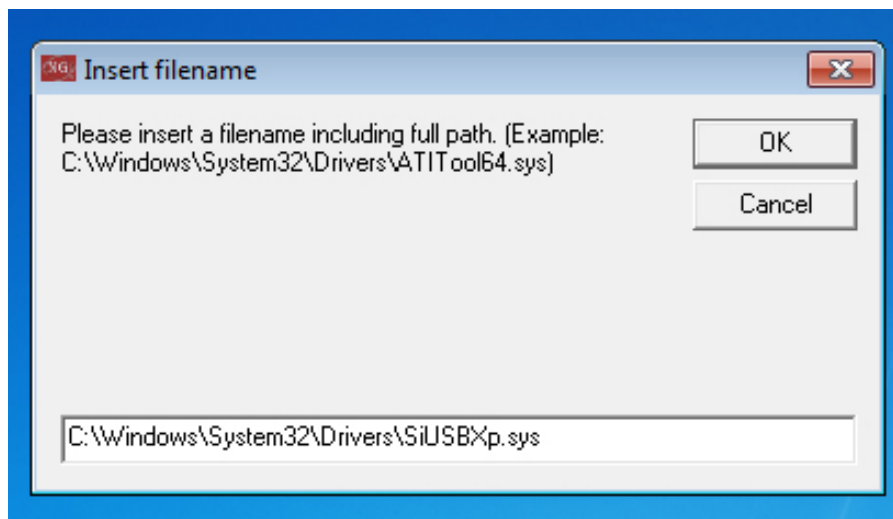 NG
Insert filename
Please insert a filename including full path. (Example:
C:\Windows\System32\Drivers\ATITool64.sys)
OK
Cancel
C:\Windows\System32\Drivers\SiUSBXp.sys